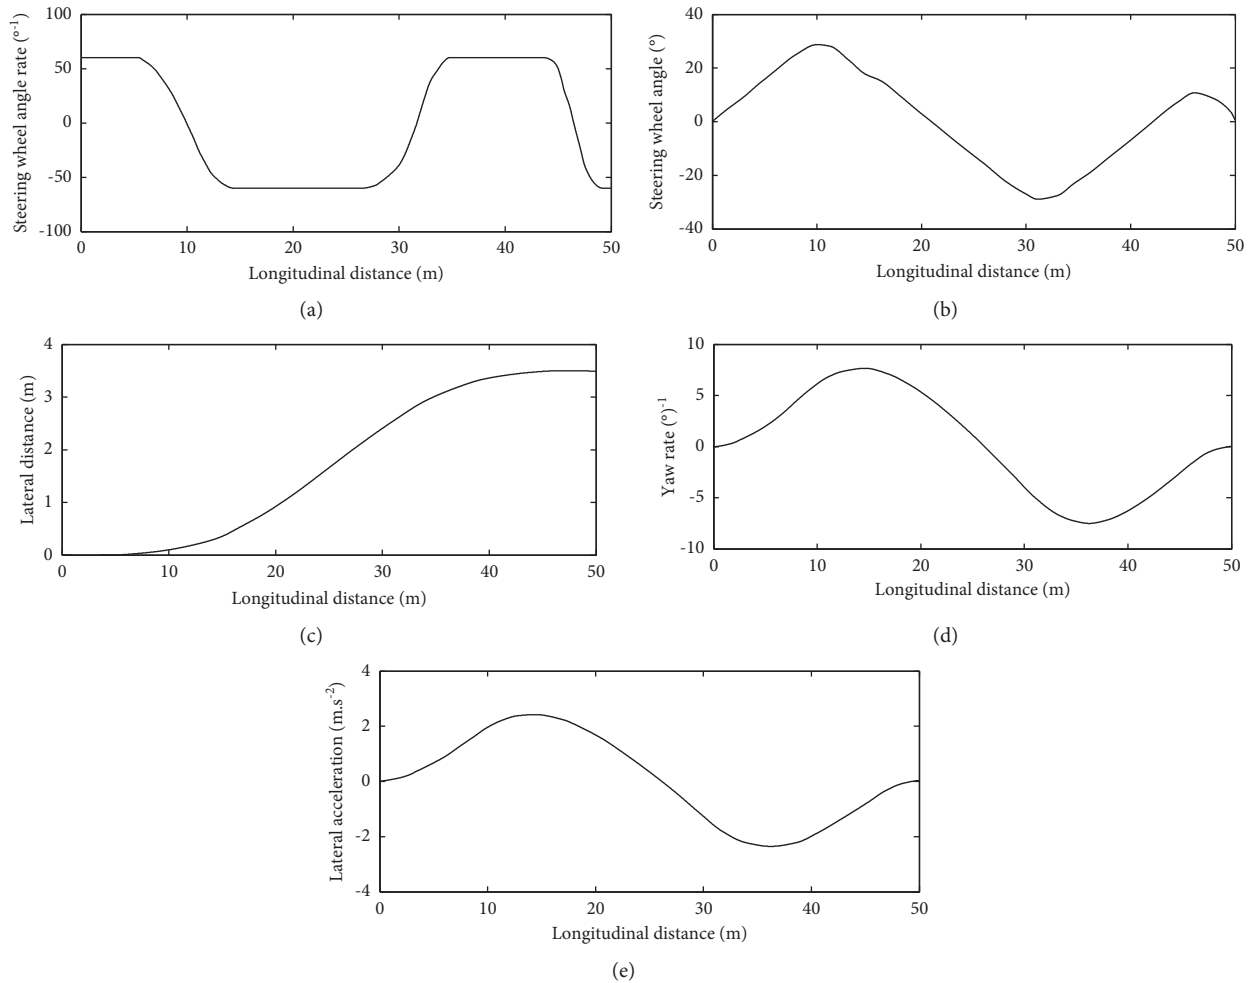 Steering wheel angle rate (°⁻¹)
100
50
0
-50
-100
0 10 20 30 40 50
Longitudinal distance (m)
(a)
Steering wheel angle (°)
40
20
0
-20
-40
0 10 20 30 40 50
Longitudinal distance (m)
(b)
Lateral distance (m)
4
3
2
1
0
0 10 20 30 40 50
Longitudinal distance (m)
(c)
Yaw rate (°)⁻¹
10
5
0
-5
-10
0 10 20 30 40 50
Longitudinal distance (m)
(d)
Lateral acceleration (m.s⁻²)
4
2
0
-2
-4
0 10 20 30 40 50
Longitudinal distance (m)
(e)